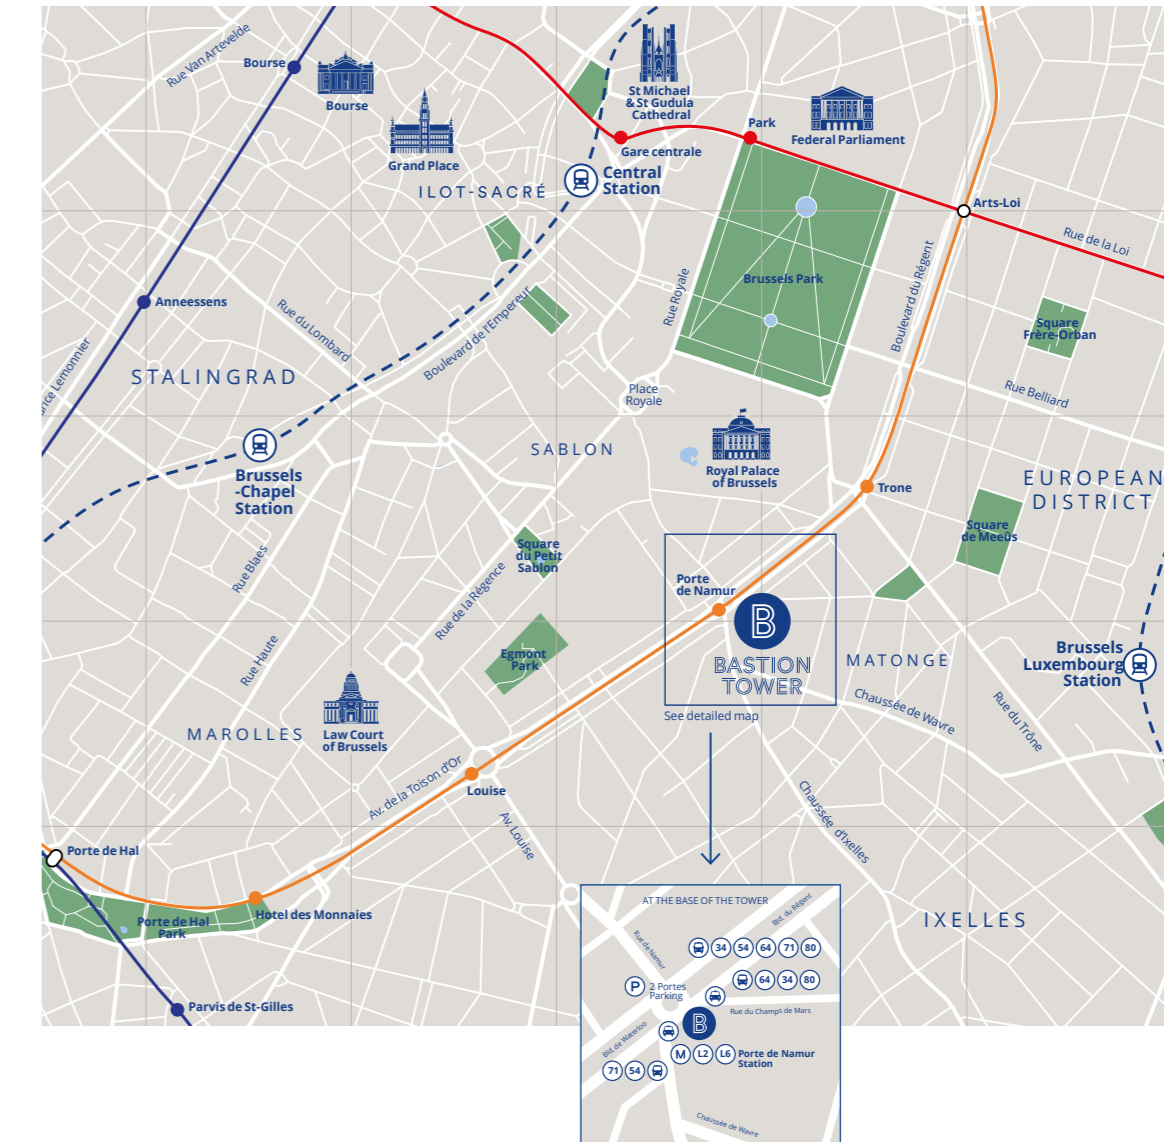 Rue Van Artevelde
Bourse
Bourse
Grand Place
St Michael
& St Gudula
Cathedral
Park
Federal Parliament
Gare centrale
Central
Station
ILOT-SACRÉ
Arts-Loi
Rue de la Loi
Boulevard du Régent
Brussels Park
Rue Royale
Anneessens
Rue du Lombard
Boulevard de l'Empereur
Square
Frère-Orban
STALINGRAD
Lemonnier
Place
Royale
Rue Belliard
SABLON
Royal Palace
of Brussels
Brussels
-Chapel
Station
Trone
EUROPEAN
DISTRICT
Square
de Meeûs
Square
du Petit
Sablon
Rue Blaes
Rue de la Régence
Porte
de Namur
B
BASTION
TOWER
MATONGE
Rue Haute
Egmont
Park
Brussels
Luxembourg
Station
See detailed map
Chaussée de Wavre
Rue du Trône
MAROLLES
Law Court
of Brussels
Av. de la Toison d'Or
Louise
Av. Louise
Chaussée d'Ixelles
Porte de Hal
Porte de Hal
Park
Hotel des Monnaies
IXELLES
Parvis de St-Gilles
AT THE BASE OF THE TOWER
Bld. du Régent
Rue de Namur
34 54 64 71 80
64 34 80
P 2 Portes
Parking
Rue du Champs de Mars
B
Bld. de Waterloo
M L2 L6 Porte de Namur
Station
71 54
Chaussée de Wavre